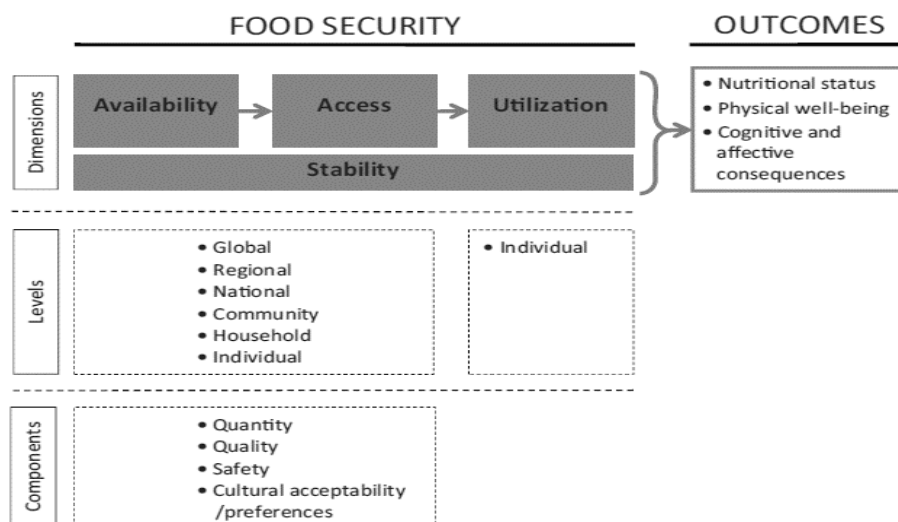 FOOD SECURITY
OUTCOMES
Dimensions
Availability
Access
Utilization
Stability
• Nutritional status
• Physical well-being
• Cognitive and
affective
consequences
Levels
• Global
• Regional
• National
• Community
• Household
• Individual
• Individual
Components
• Quantity
• Quality
• Safety
• Cultural acceptability
/preferences